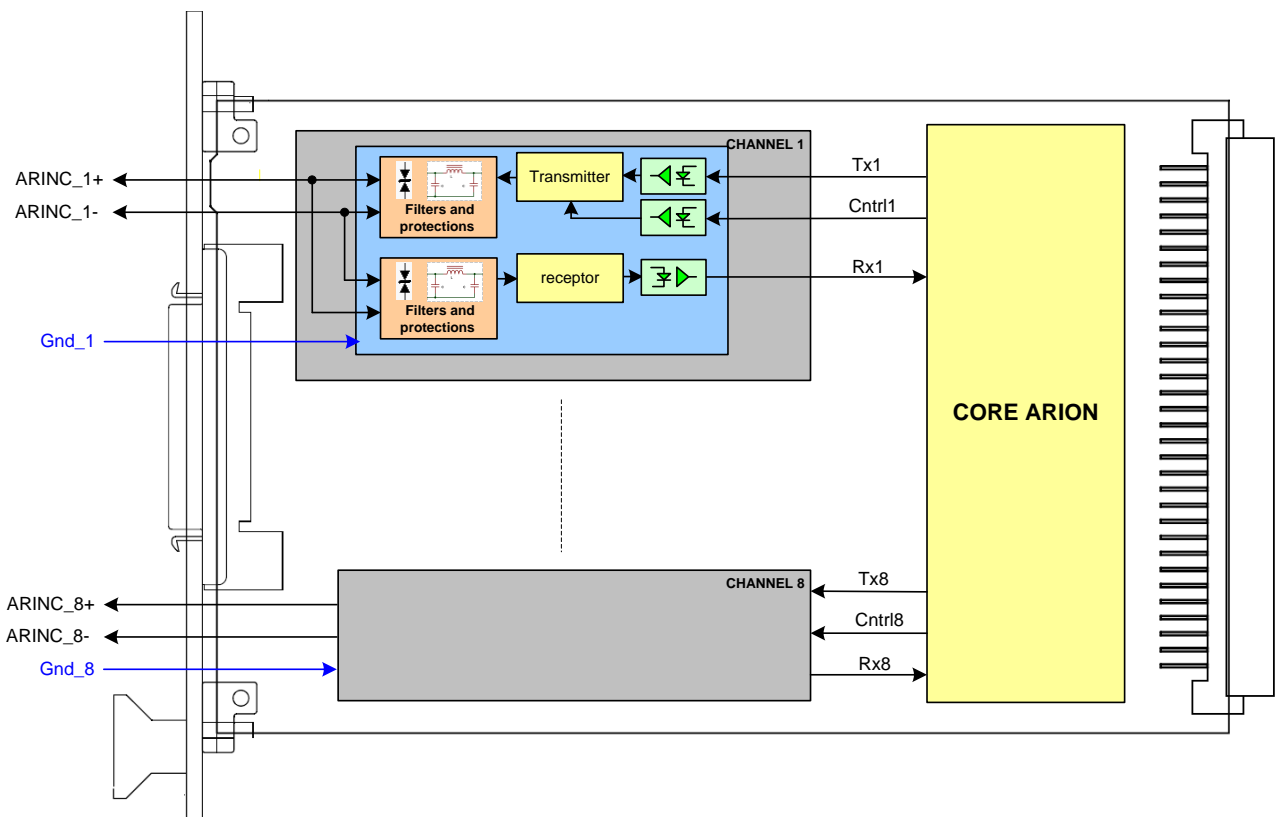 CHANNEL 1
ARINC_1+
ARINC_1-
Transmitter
Filters and
protections
Tx1
Cntrl1
receptor
Filters and
protections
Rx1
Gnd_1
CORE ARION
CHANNEL 8
ARINC_8+
ARINC_8-
Gnd_8
Tx8
Cntrl8
Rx8